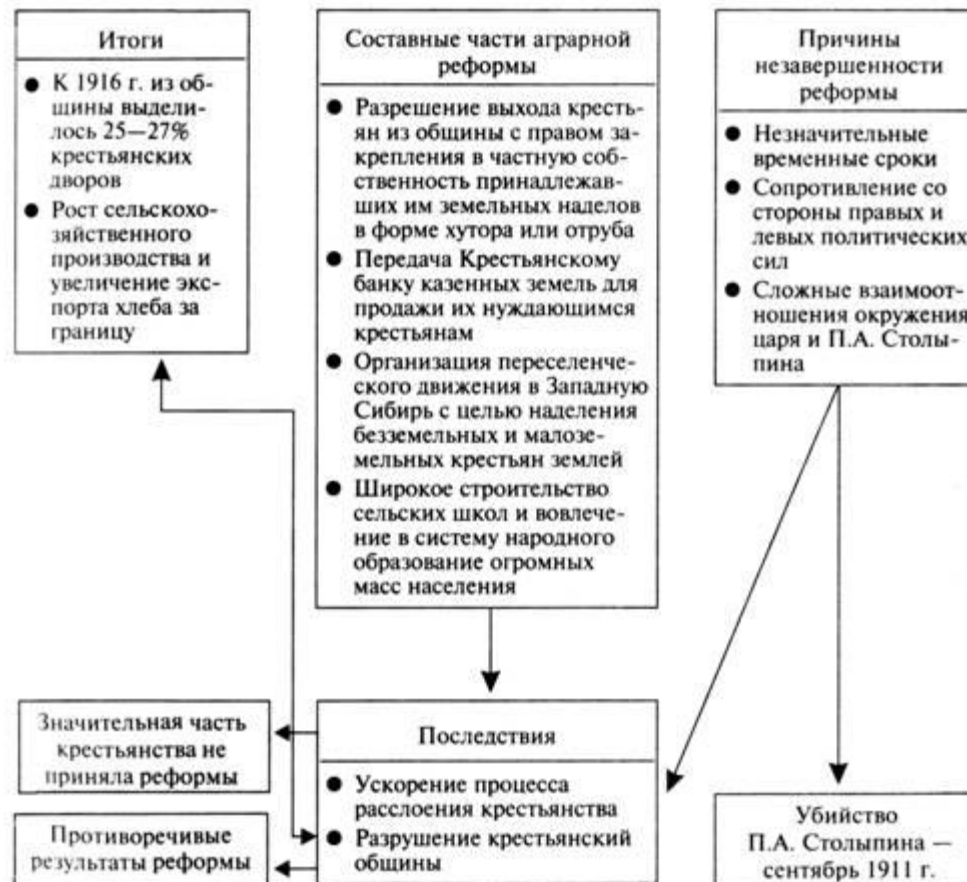 Итоги
● К 1916 г. из об-
щины выдели-
лось 25—27%
крестьянских
дворов
● Рост сельскохо-
зяйственного
производства и
увеличение экс-
порта хлеба за
границу
Составные части аграрной
реформы
● Разрешение выхода кресть-
ян из общины с правом за-
крепления в частную соб-
ственность принадлежав-
ших им земельных наделов
в форме хутора или отруба
● Передача Крестьянскому
банку казенных земель для
продажи их нуждающимся
крестьянам
● Организация переселенче-
ского движения в Западную
Сибирь с целью наделения
безземельных и малозе-
мельных крестьян землей
● Широкое строительство
сельских школ и вовлече-
ние в систему народного
образование огромных
масс населения
Причины
незавершенности
реформы
● Незначительные
временные сроки
● Сопротивление со
стороны правых и
левых политических
сил
● Сложные взаимоот-
ношения окружения
царя и П.А. Столы-
пина
Значительная часть
крестьянства не
приняла реформы
Противоречивые
результаты реформы
Последствия
● Ускорение процесса
расслоения крестьянства
● Разрушение крестьянский
общины
Убийство
П.А. Столыпина —
сентябрь 1911 г.